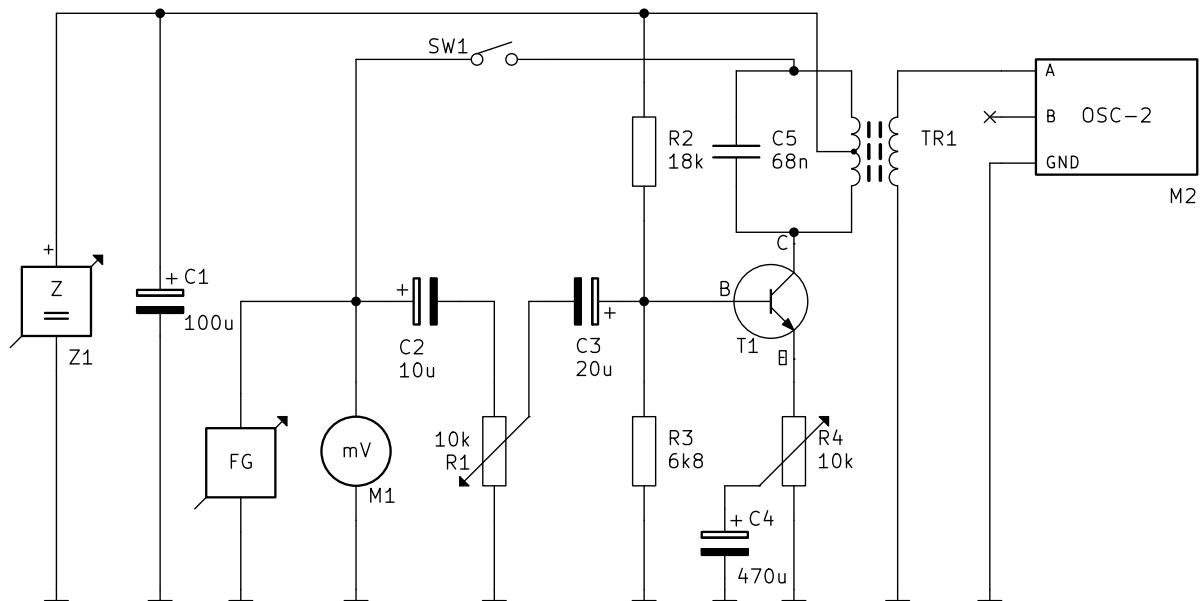 SW1
A
B
OSC-2
GND
M2
TR1
R2
18k
C5
68n
C
+
Z
Z1
+
C1
100u
+
C2
10u
C3
20u
+
B
T1
E
FG
mV
M1
10k
R1
R3
6k8
R4
10k
+
C4
470u